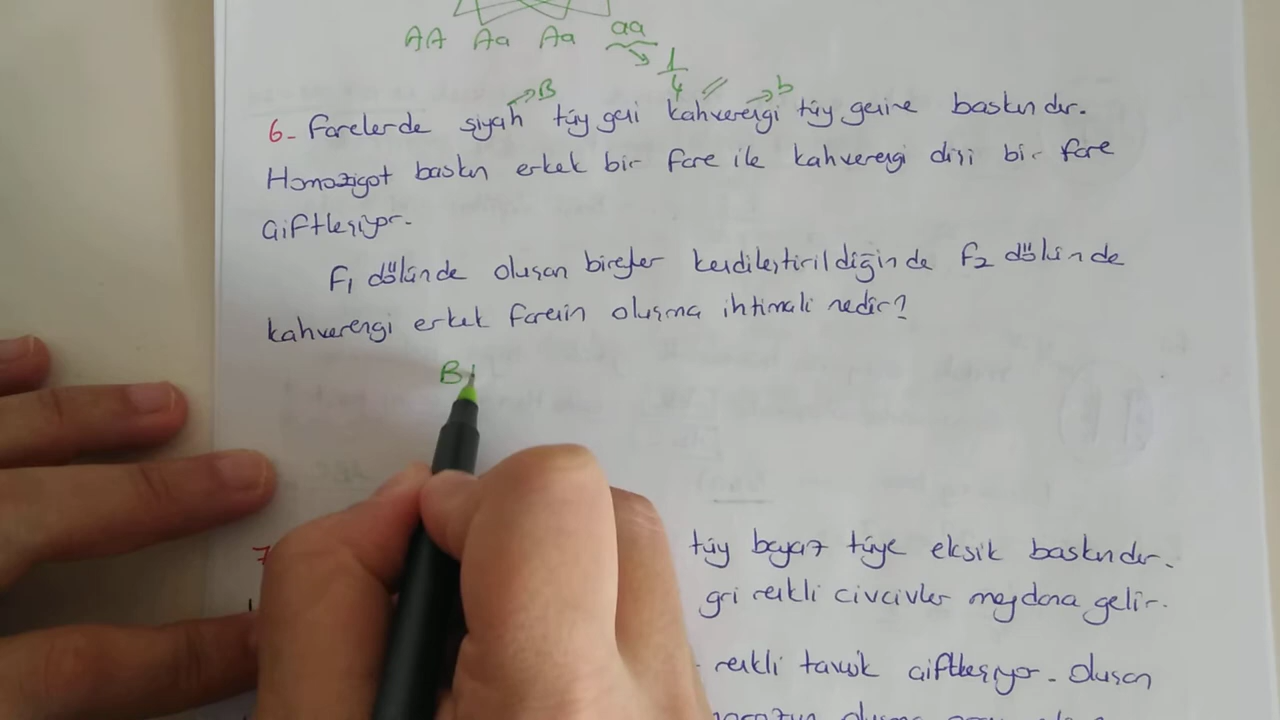 AA Aa Aa aa
1/4
B b
6- Farelerde siyah tüy geni kahverengi tüy genine baskındır.
Homozigot baskın erkek bir fare ile kahverengi dişi bir fare
çiftleşiyor.
F1 dölünde oluşan bireyler kendileştirildiğinde F2 dölünde
kahverengi erkek farenin oluşma ihtimali nedir?
B
7
tüy beyaz tüye eksik baskındır.
gri renkli civcivler meydana gelir.
renkli tavuk çiftleşiyor. Oluşan